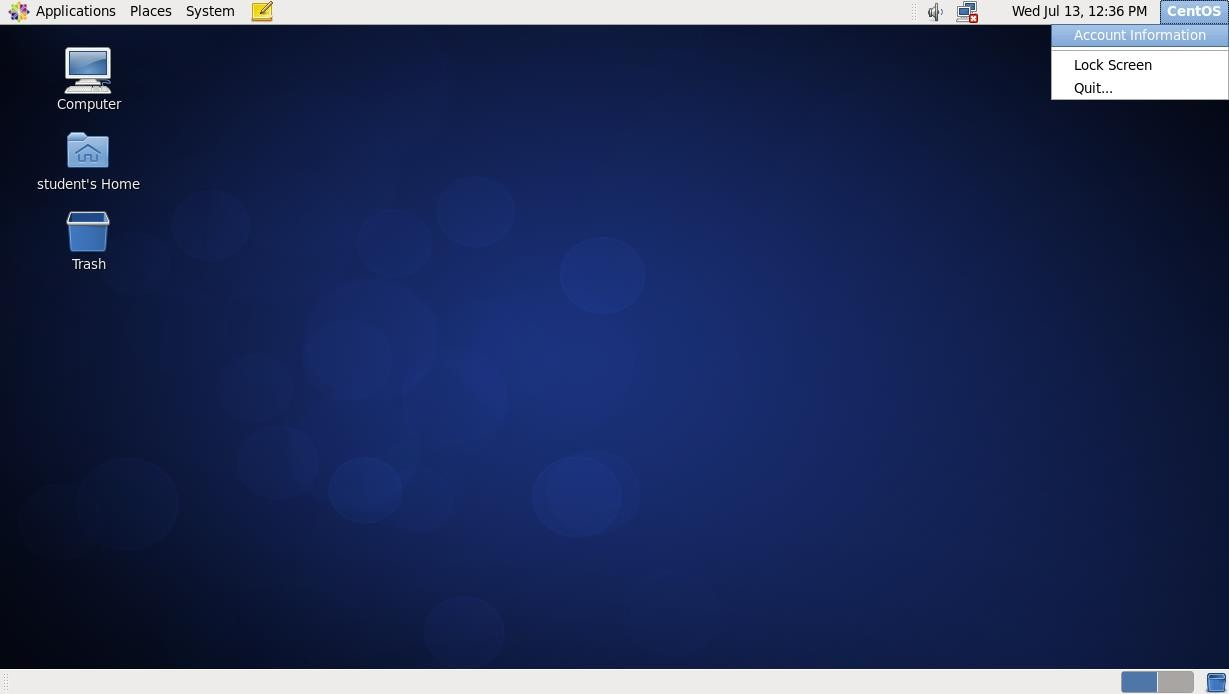 Applications Places System Wed Jul 13, 12:36 PM CentOS
Account Information
Lock Screen
Quit...
Computer
student's Home
Trash